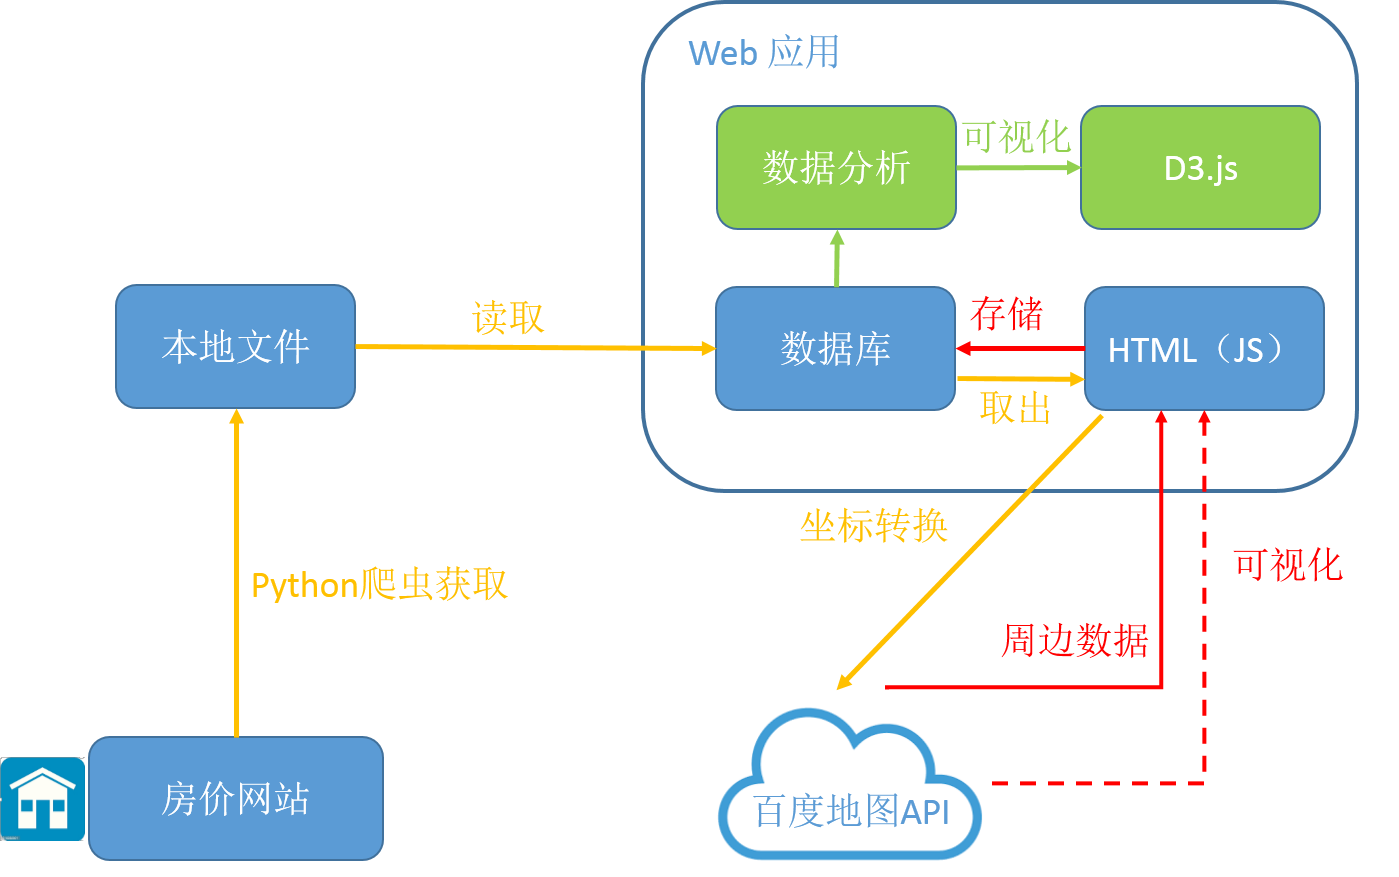 Web 应用
数据分析
可视化
D3.js
本地文件
读取
数据库
存储
取出
HTML（JS）
坐标转换
Python爬虫获取
可视化
周边数据
房价网站
百度地图API